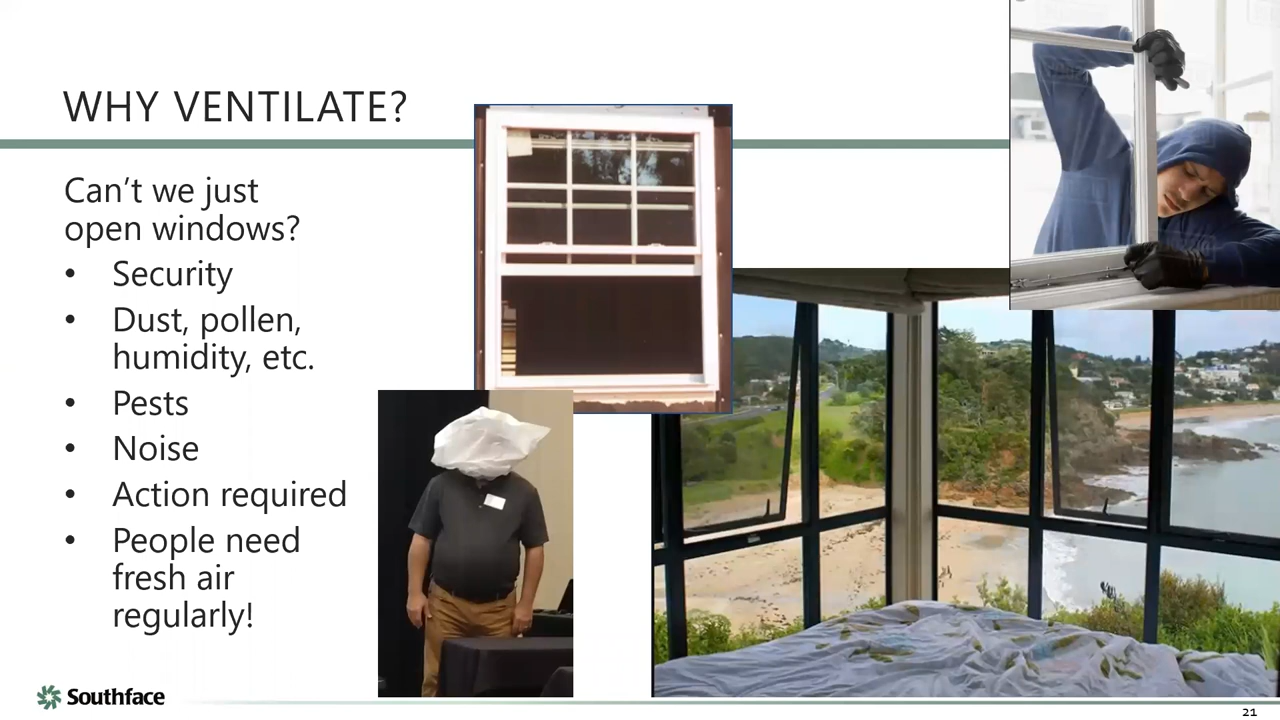 WHY VENTILATE?
Can’t we just
open windows?
• Security
• Dust, pollen,
humidity, etc.
• Pests
• Noise
• Action required
• People need
fresh air
regularly!
Southface
21